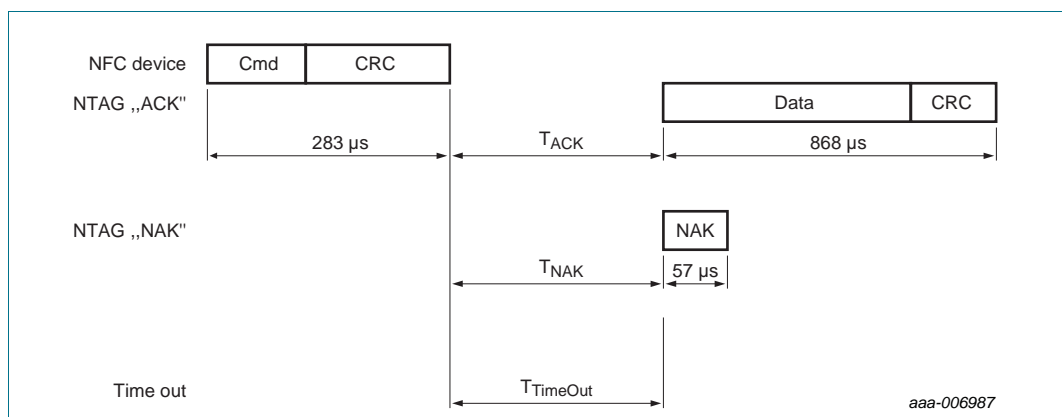 NFC device
Cmd
CRC
NTAG ,,ACK"
Data
CRC
283 µs
TACK
868 µs
NTAG ,,NAK"
NAK
TNAK
57 µs
Time out
TTimeOut
aaa-006987